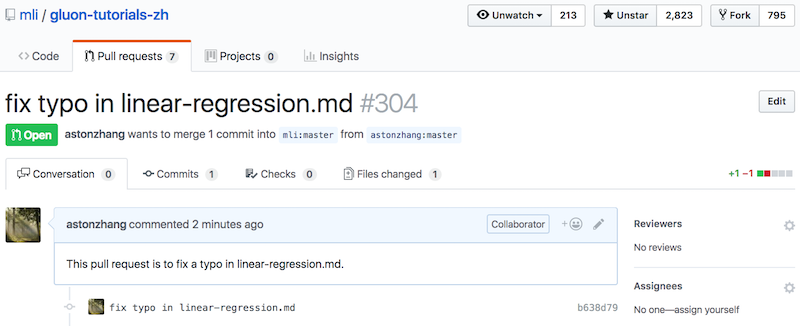 mli / gluon-tutorials-zh Unwatch 213 Unstar 2,823 Fork 795
Code Pull requests 7 Projects 0 Insights
fix typo in linear-regression.md #304 Edit
Open astonzhang wants to merge 1 commit into mli:master from astonzhang:master
Conversation 0 Commits 1 Checks 0 Files changed 1 +1 −1
astonzhang commented 2 minutes ago Collaborator + Reviewers
No reviews
This pull request is to fix a typo in linear-regression.md.
Assignees
fix typo in linear-regression.md b638d79 No one—assign yourself